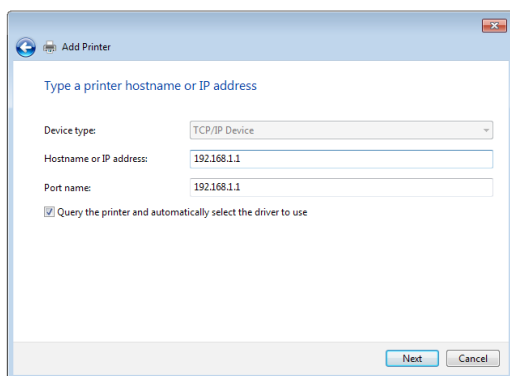 Add Printer
Type a printer hostname or IP address
Device type: TCP/IP Device
Hostname or IP address: 192.168.1.1
Port name: 192.168.1.1
Query the printer and automatically select the driver to use
Next Cancel